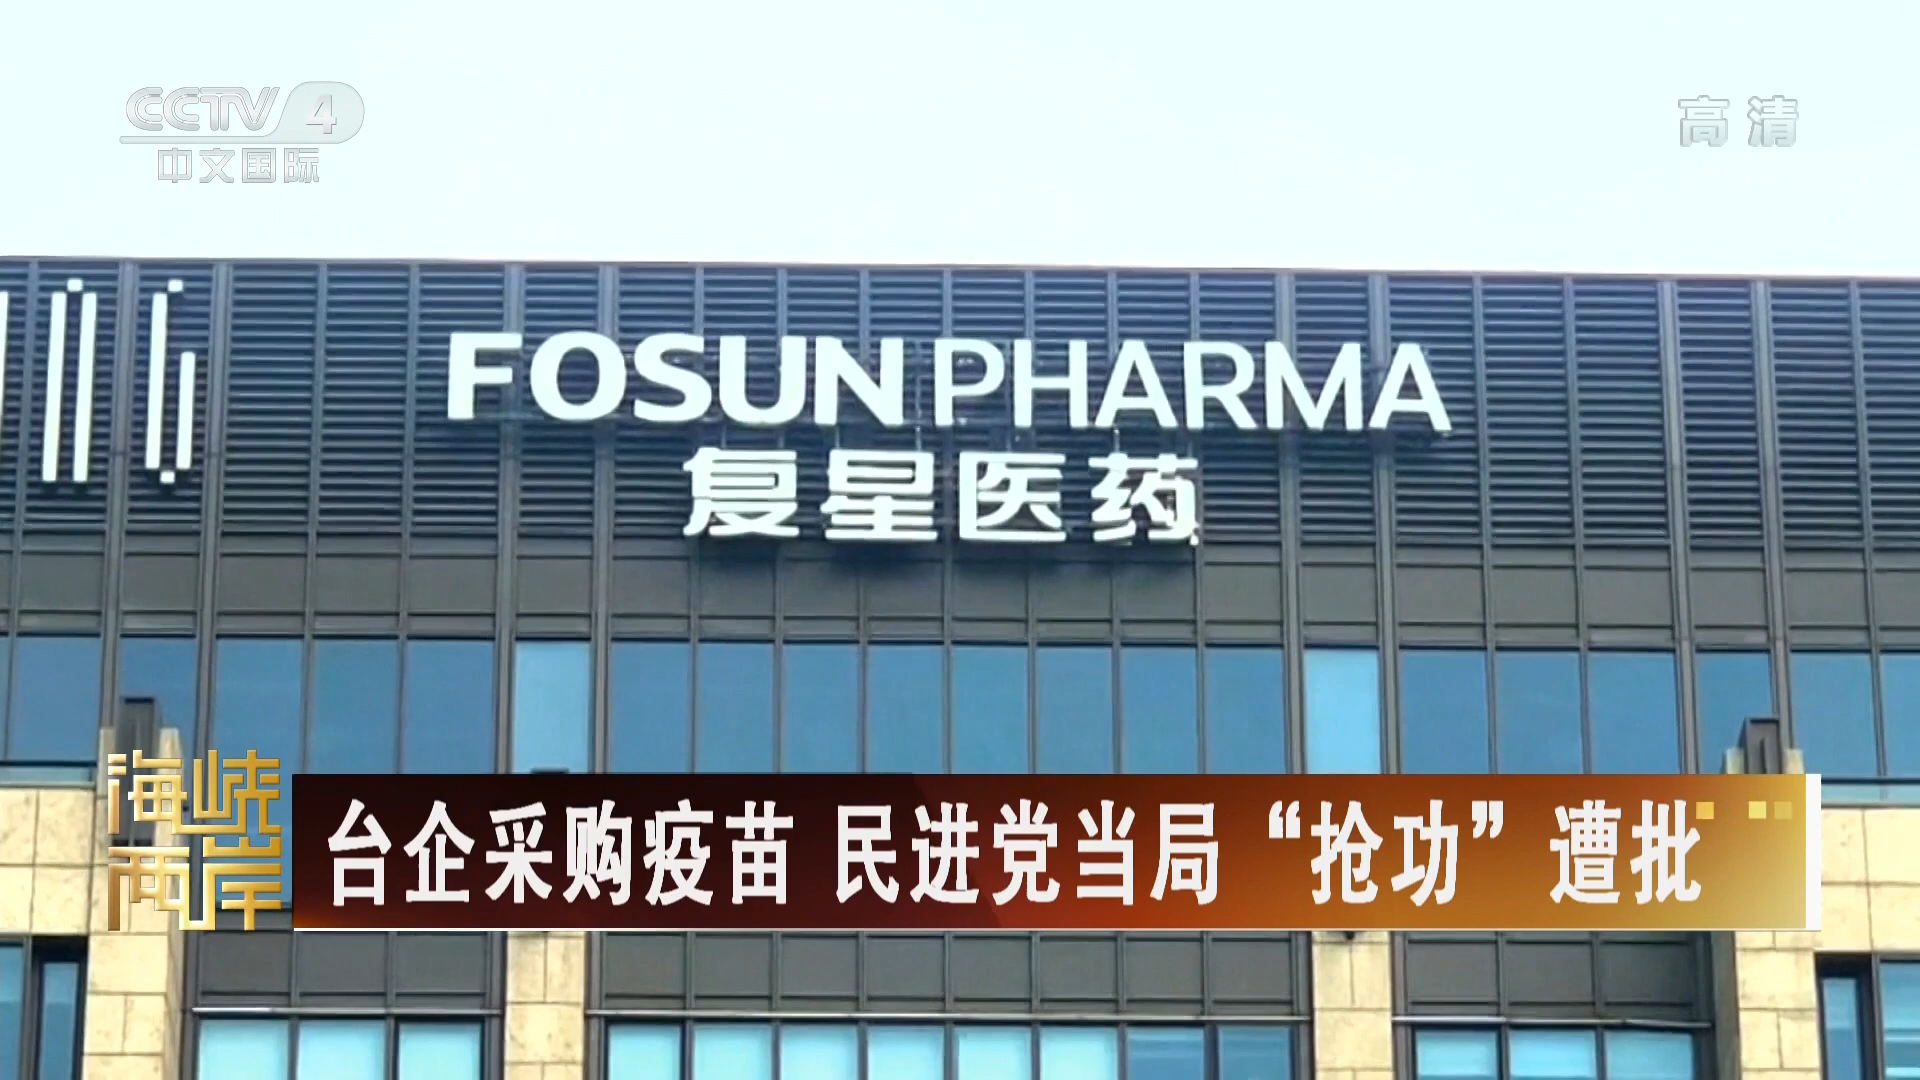 CCTV 4
中文国际
高清
FOSUN PHARMA
复星医药
海峡
两岸
台企采购疫苗 民进党当局“抢功”遭批